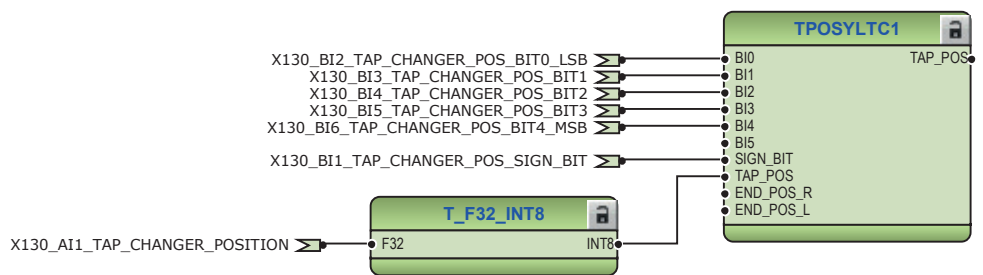 TPOSYLTC1
X130_BI2_TAP_CHANGER_POS_BIT0_LSB BI0 TAP_POS
X130_BI3_TAP_CHANGER_POS_BIT1 BI1
X130_BI4_TAP_CHANGER_POS_BIT2 BI2
X130_BI5_TAP_CHANGER_POS_BIT3 BI3
X130_BI6_TAP_CHANGER_POS_BIT4_MSB BI4
BI5
X130_BI1_TAP_CHANGER_POS_SIGN_BIT SIGN_BIT
TAP_POS
END_POS_R
END_POS_L
T_F32_INT8
X130_AI1_TAP_CHANGER_POSITION F32 INT8